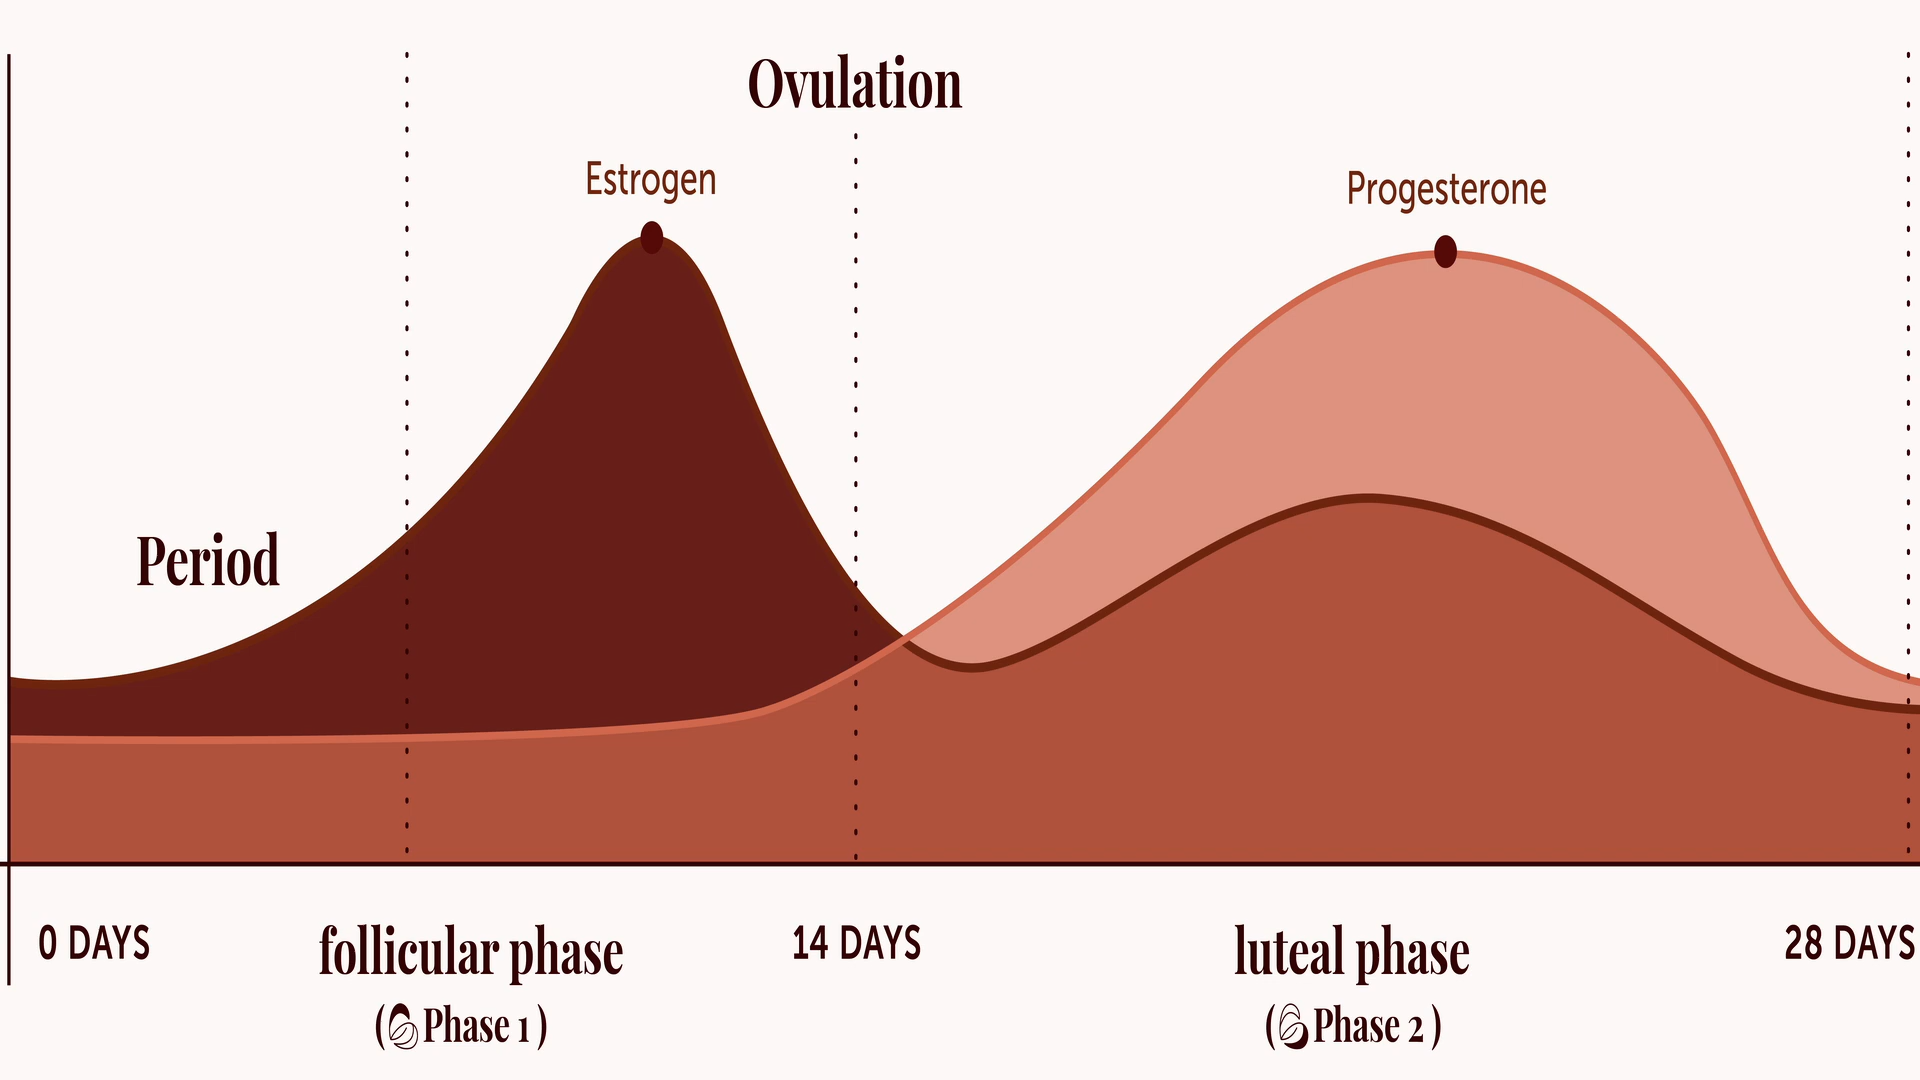 Ovulation
Estrogen
Progesterone
Period
0 DAYS
follicular phase
14 DAYS
luteal phase
28 DAYS
( Phase 1 )
( Phase 2 )